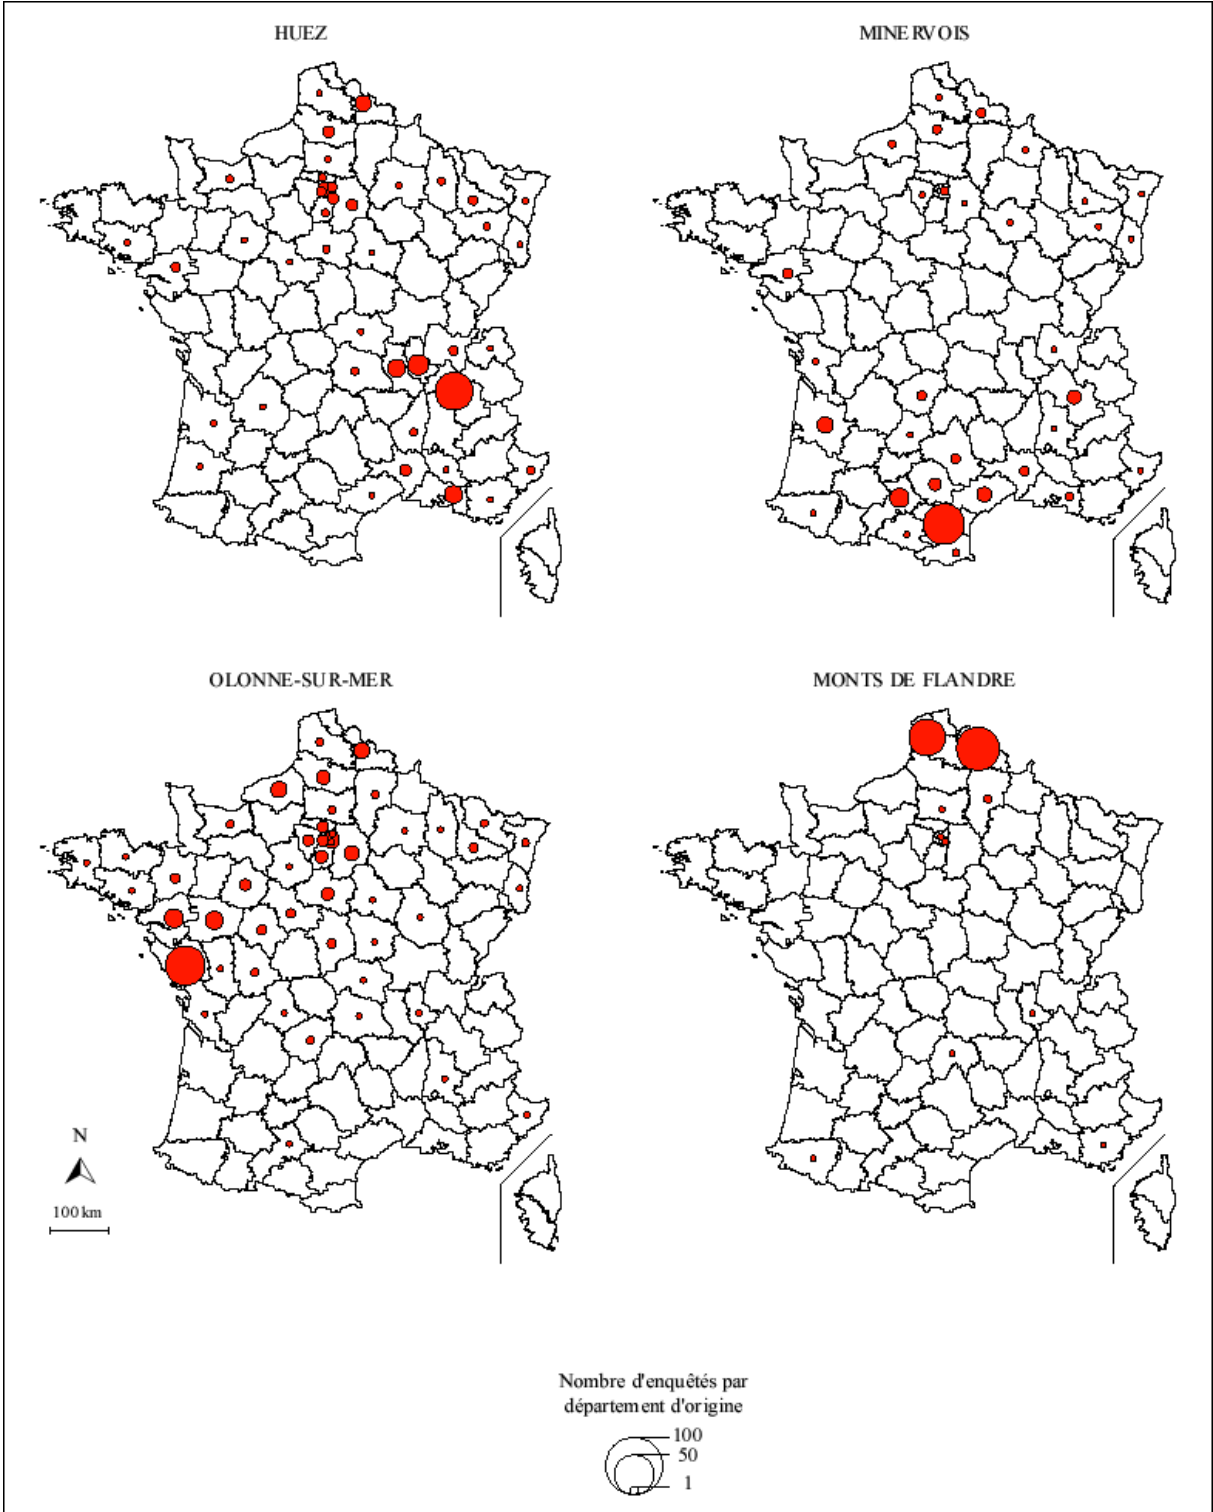 HUEZ
MINERVOIS
OLONNE-SUR-MER
MONTS DE FLANDRE
N
100 km
Nombre d'enquêtés par
département d'origine
100
50
1